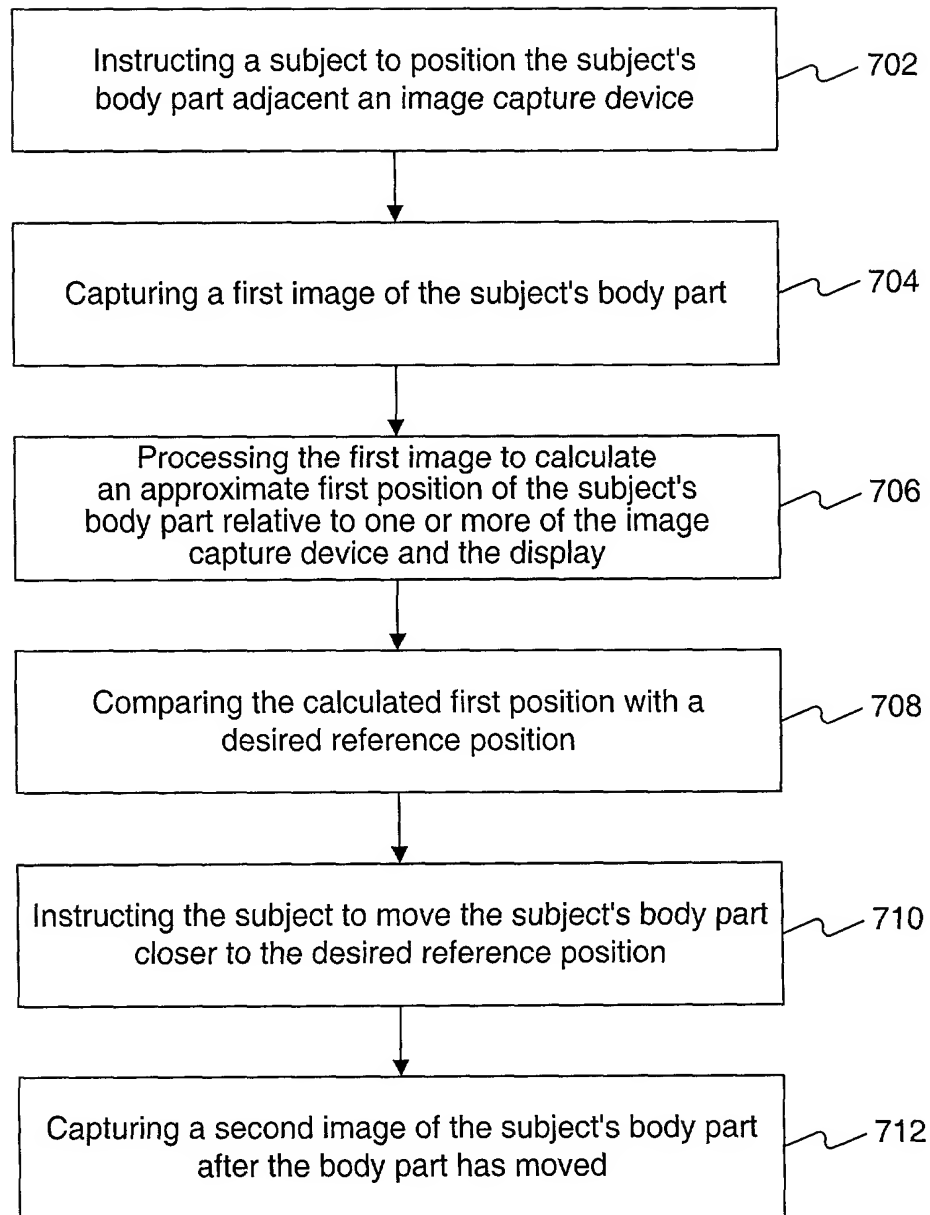 Instructing a subject to position the subject's
body part adjacent an image capture device
702
Capturing a first image of the subject's body part
704
Processing the first image to calculate
an approximate first position of the subject's
body part relative to one or more of the image
capture device and the display
706
Comparing the calculated first position with a
desired reference position
708
Instructing the subject to move the subject's body part
closer to the desired reference position
710
Capturing a second image of the subject's body part
after the body part has moved
712